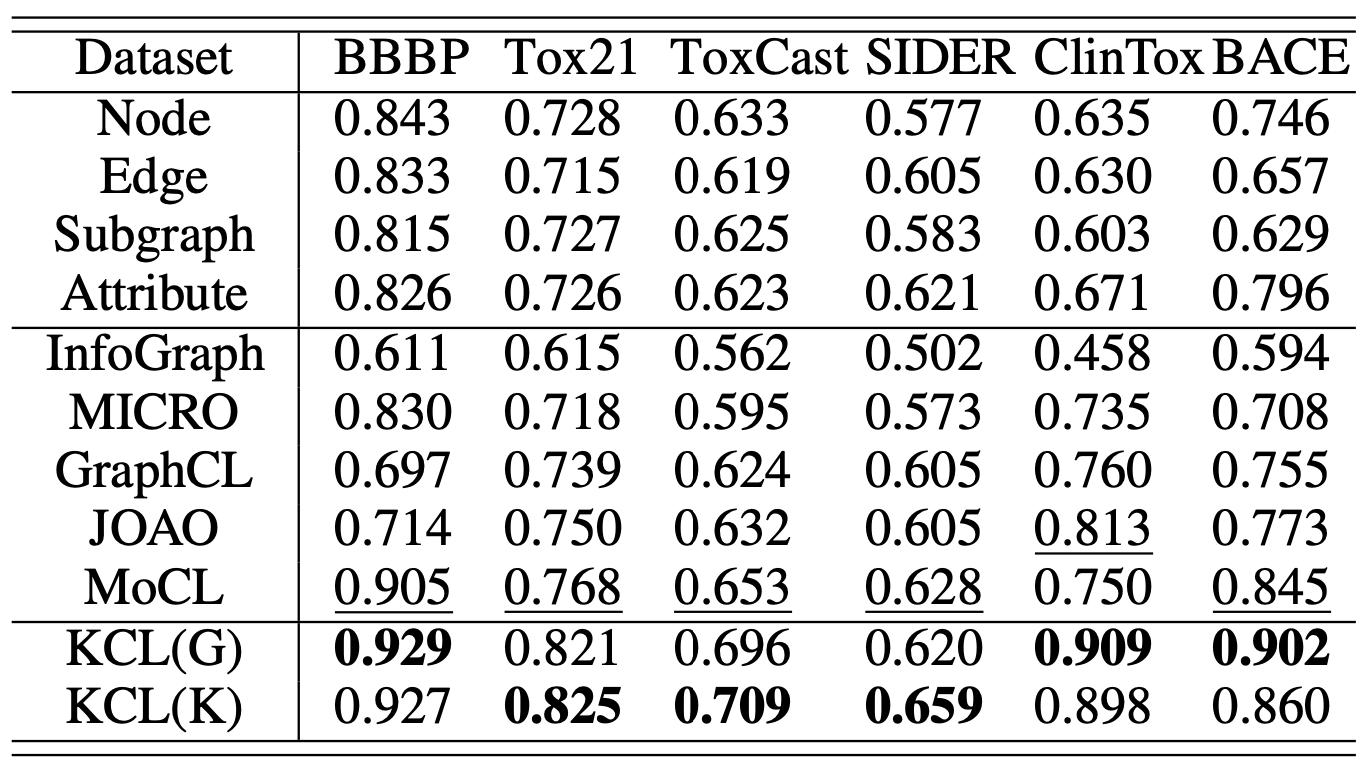 Dataset BBBP Tox21 ToxCast SIDER ClinTox BACE
Node 0.843 0.728 0.633 0.577 0.635 0.746
Edge 0.833 0.715 0.619 0.605 0.630 0.657
Subgraph 0.815 0.727 0.625 0.583 0.603 0.629
Attribute 0.826 0.726 0.623 0.621 0.671 0.796
InfoGraph 0.611 0.615 0.562 0.502 0.458 0.594
MICRO 0.830 0.718 0.595 0.573 0.735 0.708
GraphCL 0.697 0.739 0.624 0.605 0.760 0.755
JOAO 0.714 0.750 0.632 0.605 0.813 0.773
MoCL 0.905 0.768 0.653 0.628 0.750 0.845
KCL(G) 0.929 0.821 0.696 0.620 0.909 0.902
KCL(K) 0.927 0.825 0.709 0.659 0.898 0.860